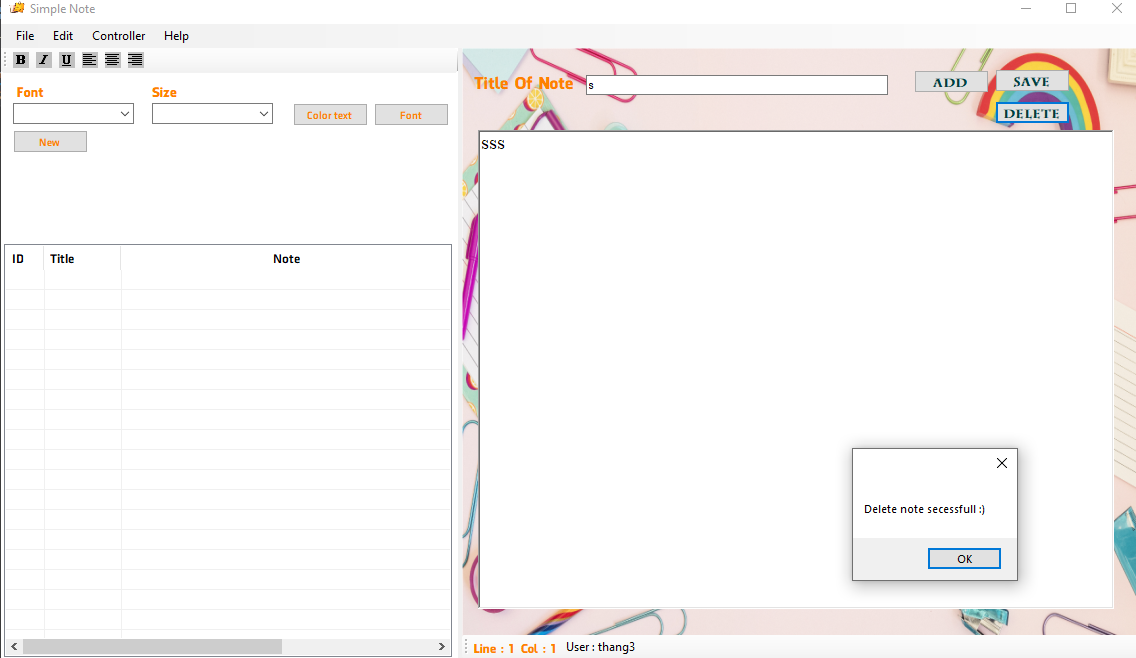 Simple Note
File Edit Controller Help
B I U
Font Size
Color text Font
New
ID Title Note
Title Of Note s ADD SAVE
DELETE
sss
Delete note secessfull :)
OK
Line : 1 Col : 1 User : thang3